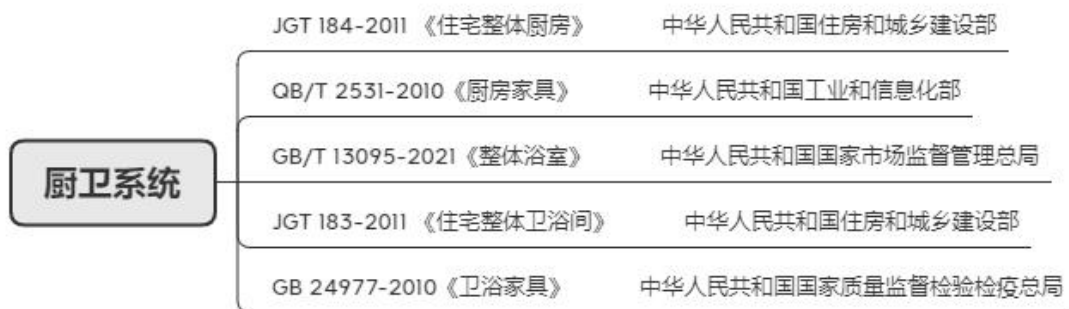 JGT 184-2011 《住宅整体厨房》 中华人民共和国住房和城乡建设部
QB/T 2531-2010《厨房家具》 中华人民共和国工业和信息化部
厨卫系统
GB/T 13095-2021《整体浴室》 中华人民共和国国家市场监督管理总局
JGT 183-2011 《住宅整体卫浴间》 中华人民共和国住房和城乡建设部
GB 24977-2010《卫浴家具》 中华人民共和国国家质量监督检验检疫总局